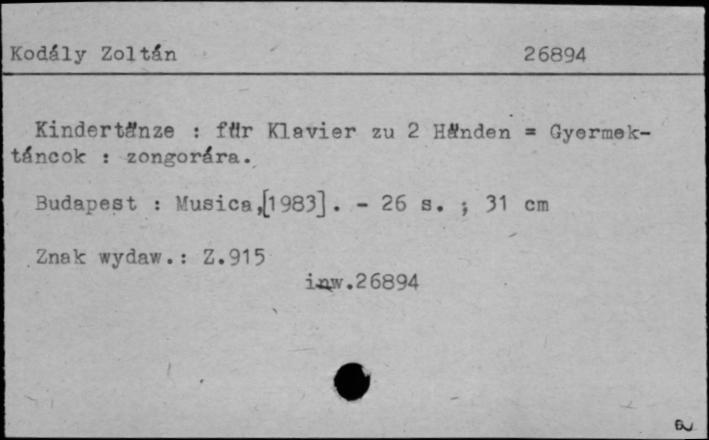 Kodály Zoltán 26894
Kindertänze : für Klavier zu 2 Händen = Gyermek-
táncok : zongorára.
Budapest : Musica,[1983]. - 26 s. ; 31 cm
Znak wydaw.: Z.915
inw.26894